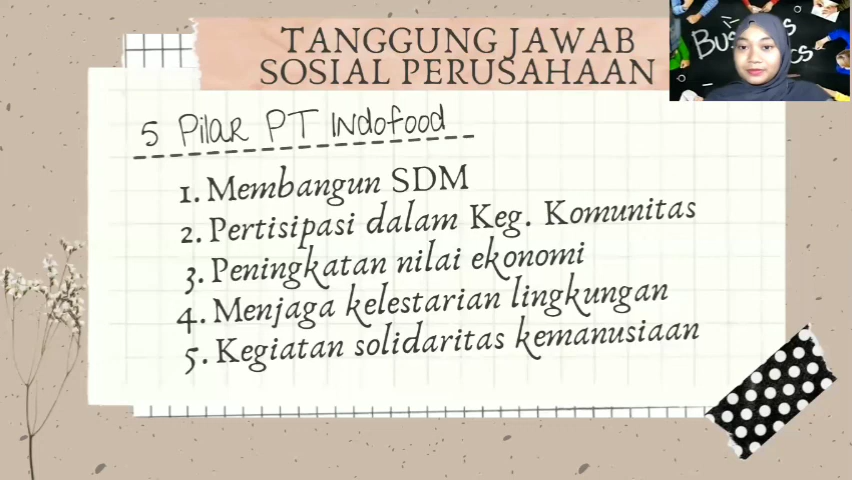 TANGGUNG JAWAB
SOSIAL PERUSAHAAN
5 Pilar PT Indofood
1. Membangun SDM
2. Pertisipasi dalam Keg. Komunitas
3. Peningkatan nilai ekonomi
4. Menjaga kelestarian lingkungan
5. Kegiatan solidaritas kemanusiaan